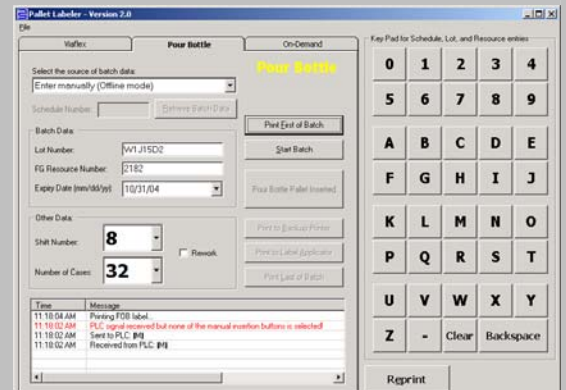 Pallet Labeler - Version 2.0
File
Viaflex
Pour Bottle
On-Demand
Pour Bottle
Select the source of batch data:
Enter manually (Offline mode)
Schedule Number:
Retrieve Batch Data
Batch Data:
Lot Number:
W1J15D2
FG Resource Number:
2182
Expiry Date (mm/dd/yy):
10/31/04
Other Data:
Shift Number:
8
Rework
Number of Cases:
32
Print First of Batch
Start Batch
Pour Bottle Pallet Inserted
Print to Backup Printer
Print to Label Applicator
Print Last of Batch
Time Message
11:18:04 AM Printing FOB label...
11:18:02 AM PLC signal received but none of the manual insertion buttons is selected!
11:18:02 AM Sent to PLC: [M]
11:18:02 AM Received from PLC: [M]
Key Pad for Schedule, Lot, and Resource entries
0 1 2 3 4
5 6 7 8 9
A B C D E
F G H I J
K L M N O
P Q R S T
U V W X Y
Z - Clear Backspace
Reprint